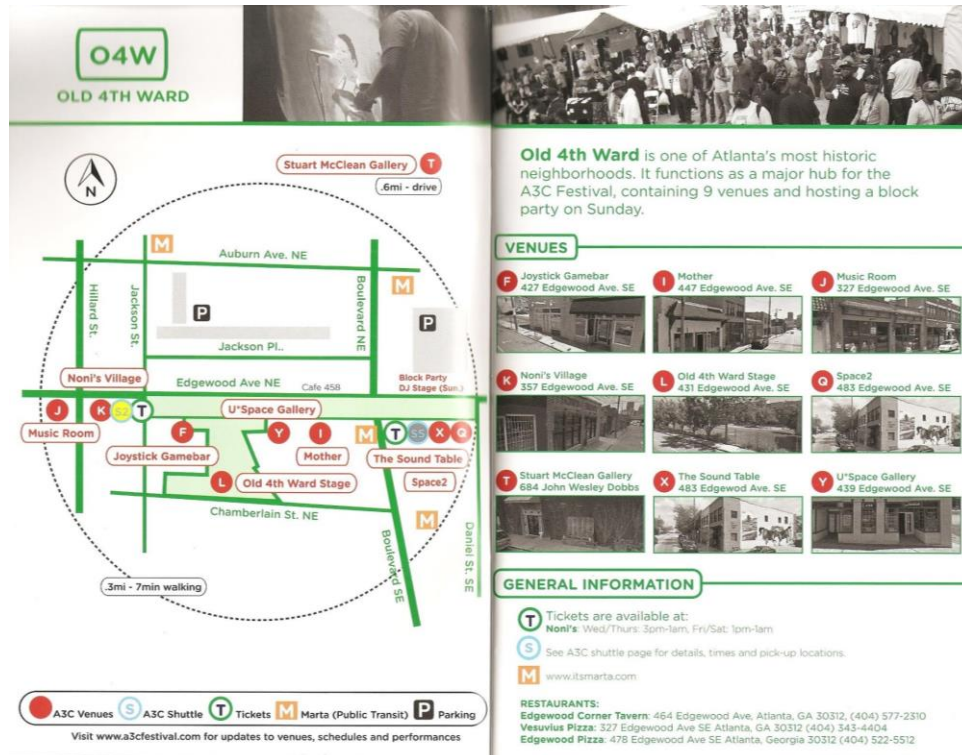 O4W
OLD 4TH WARD
Stuart McClean Gallery T
.6mi - drive
N
M
Auburn Ave. NE
M
Hillard St.
Jackson St.
Boulevard NE
P
P
Jackson Pl..
Block Party
DJ Stage (Sun.)
Noni's Village
Edgewood Ave NE
Cafe 458
J
K
S2
T
U*Space Gallery
Music Room
F
Y
I
M
T
S5
X
Q
Joystick Gamebar
Mother
The Sound Table
L
Old 4th Ward Stage
Space2
Chamberlain St. NE
M
Boulevard SE
Daniel St. SE
.3mi - 7min walking
A3C Venues S A3C Shuttle T Tickets M Marta (Public Transit) P Parking
Visit www.a3cfestival.com for updates to venues, schedules and performances
Old 4th Ward is one of Atlanta's most historic
neighborhoods. It functions as a major hub for the
A3C Festival, containing 9 venues and hosting a block
party on Sunday.
VENUES
F Joystick Gamebar
427 Edgewood Ave. SE
I Mother
447 Edgewood Ave. SE
J Music Room
327 Edgewood Ave. SE
K Noni's Village
357 Edgewood Ave. SE
L Old 4th Ward Stage
431 Edgewood Ave. SE
Q Space2
483 Edgewood Ave. SE
T Stuart McClean Gallery
684 John Wesley Dobbs
X The Sound Table
483 Edgewood Ave. SE
Y U*Space Gallery
439 Edgewood Ave. SE
GENERAL INFORMATION
T Tickets are available at:
Noni's: Wed/Thurs: 3pm-1am, Fri/Sat: 1pm-1am
S See A3C shuttle page for details, times and pick-up locations.
M www.itsmarta.com
RESTAURANTS:
Edgewood Corner Tavern: 464 Edgewood Ave, Atlanta, GA 30312, (404) 577-2310
Vesuvius Pizza: 327 Edgewood Ave SE Atlanta, GA 30312 (404) 343-4404
Edgewood Pizza: 478 Edgewood Ave SE Atlanta, Georgia 30312 (404) 522-5512